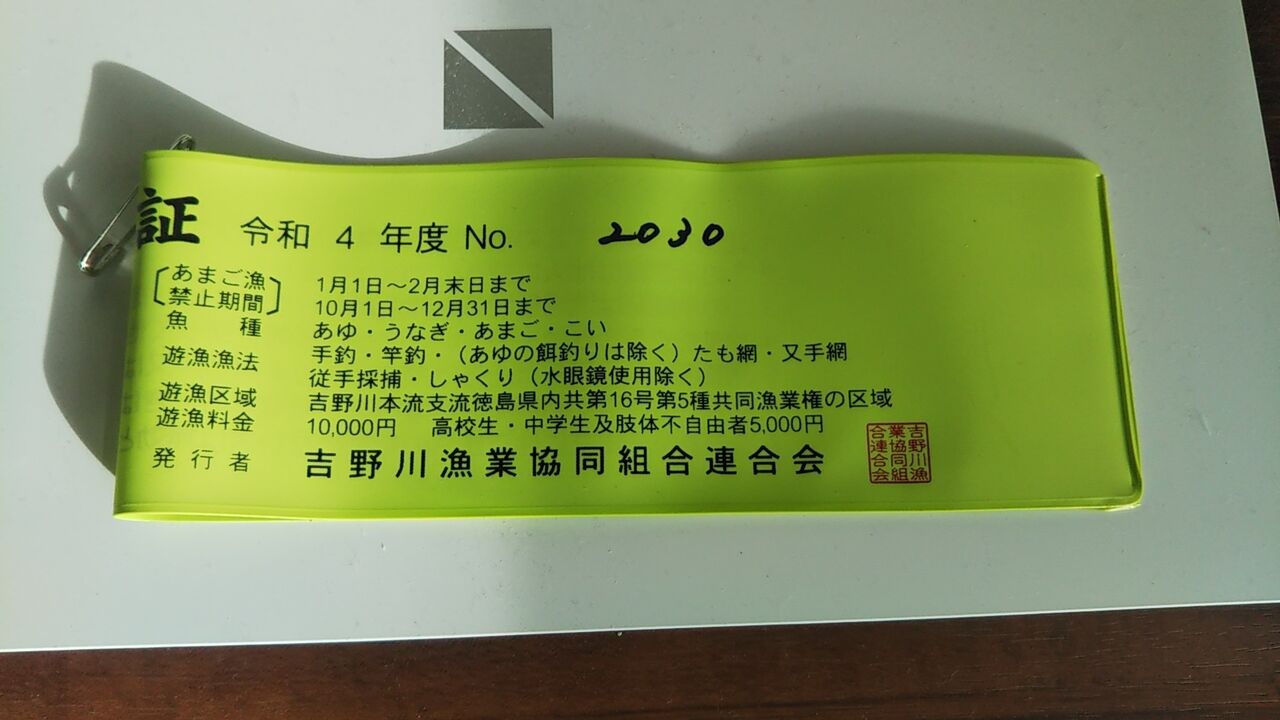 証 令和 4 年度 No. 2030
あまご漁 1月1日～2月末日まで
禁止期間 10月1日～12月31日まで
魚種 あゆ・うなぎ・あまご・こい
遊漁漁法 手釣・竿釣・（あゆの餌釣りは除く）たも網・叉手網
徒手採捕・しゃくり（水眼鏡使用除く）
遊漁区域 吉野川本流支流徳島県内共第16号第5種共同漁業権の区域
遊漁料金 10,000円 高校生・中学生及肢体不自由者5,000円
発行者 吉野川漁業協同組合連合会
吉野川漁業協同組合連合会